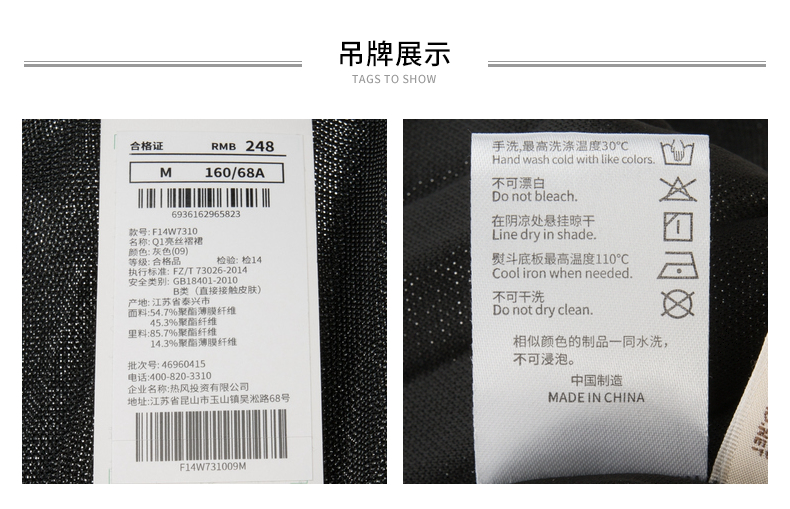 吊牌展示
TAGS TO SHOW
合格证 RMB 248
M 160/68A
6936162965823
款号: F14W7310
名称: Q1亮丝褶裙
颜色: 灰色(09)
等级: 合格品 检验: 检14
执行标准: FZ/T 73026-2014
安全类别: GB18401-2010
B类（直接接触皮肤）
产地: 江苏省泰兴市
面料:54.7%聚酯薄膜纤维
45.3%聚酯纤维
里料:85.7%聚酯纤维
14.3%聚酯薄膜纤维
批次号: 46960415
电话:400-820-3310
企业名称:热风投资有限公司
地址:江苏省昆山市玉山镇吴淞路68号
F14W731009M
手洗,最高洗涤温度30℃
Hand wash cold with like colors.
不可漂白
Do not bleach.
在阴凉处悬挂晾干
Line dry in shade.
熨斗底板最高温度110℃
Cool iron when needed.
不可干洗
Do not dry clean.
相似颜色的制品一同水洗，
不可浸泡。
中国制造
MADE IN CHINA